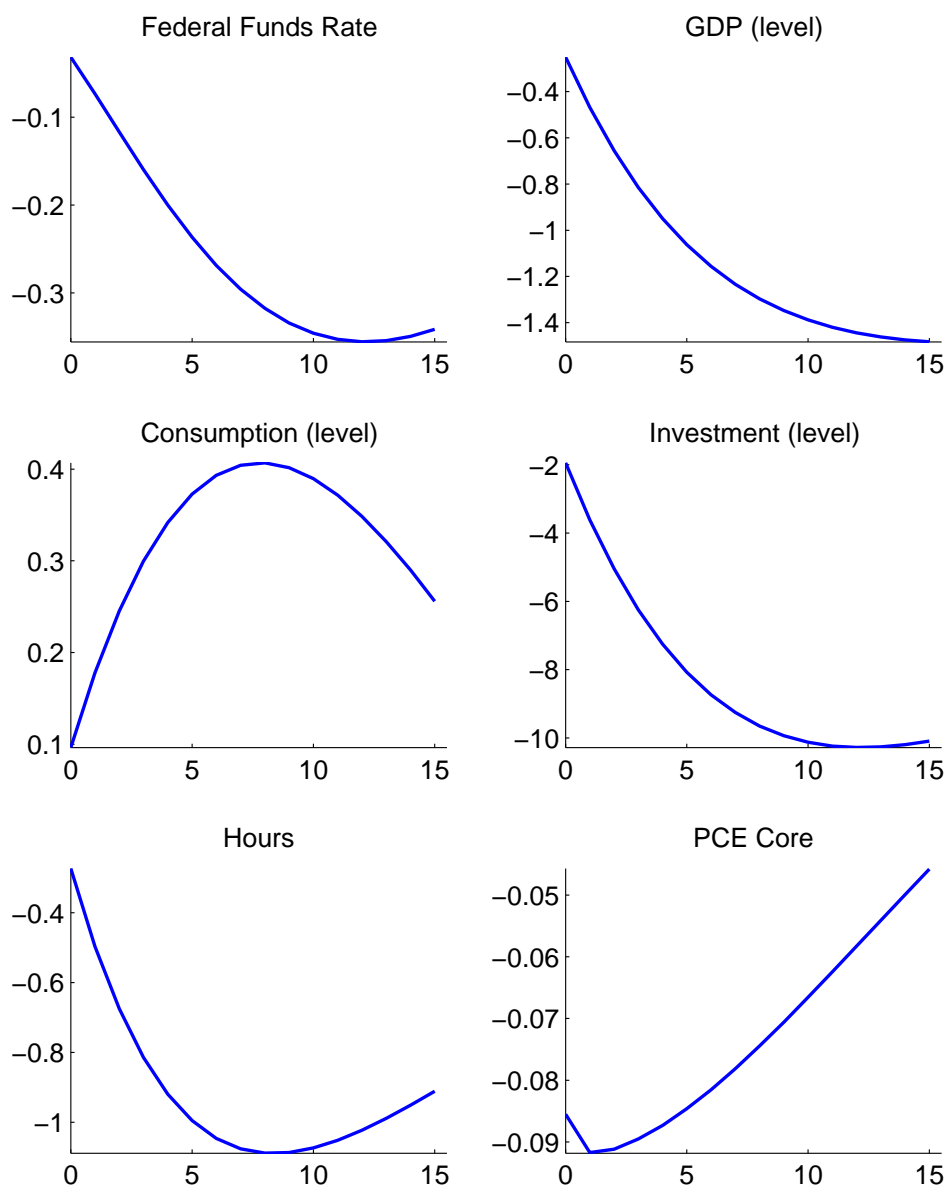 Federal Funds Rate
−0.1
−0.2
−0.3
0 5 10 15
GDP (level)
−0.4
−0.6
−0.8
−1
−1.2
−1.4
0 5 10 15
Consumption (level)
0.4
0.3
0.2
0.1
0 5 10 15
Investment (level)
−2
−4
−6
−8
−10
0 5 10 15
Hours
−0.4
−0.6
−0.8
−1
0 5 10 15
PCE Core
−0.05
−0.06
−0.07
−0.08
−0.09
0 5 10 15